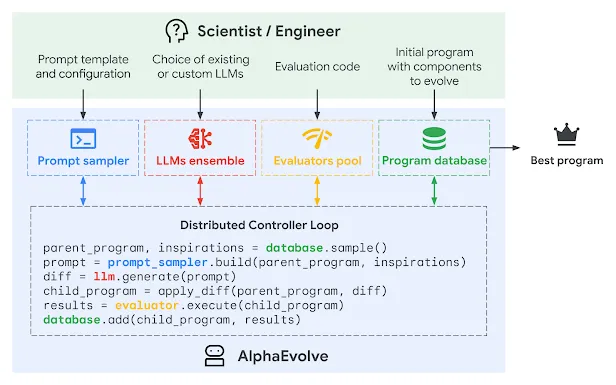 Scientist / Engineer
Prompt template
and configuration
Choice of existing
or custom LLMs
Evaluation code
Initial program
with components
to evolve
Prompt sampler
LLMs ensemble
Evaluators pool
Program database
Best program
Distributed Controller Loop
parent_program, inspirations = database.sample()
prompt = prompt_sampler.build(parent_program, inspirations)
diff = llm.generate(prompt)
child_program = apply_diff(parent_program, diff)
results = evaluator.execute(child_program)
database.add(child_program, results)
AlphaEvolve